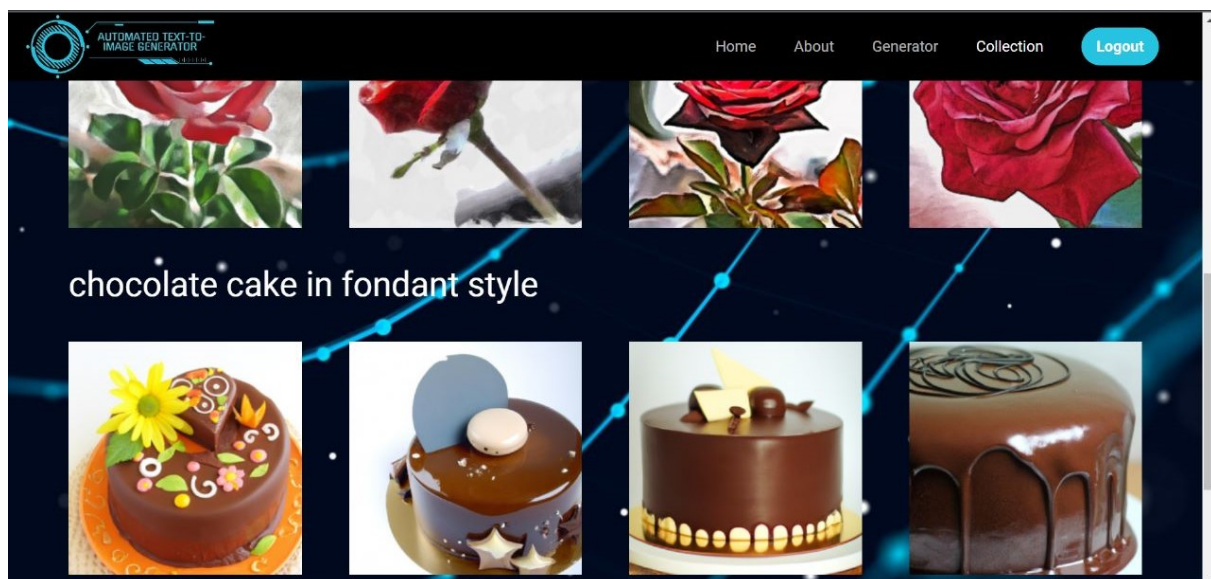 AUTOMATED TEXT-TO-
IMAGE GENERATOR
Home About Generator Collection Logout
chocolate cake in fondant style